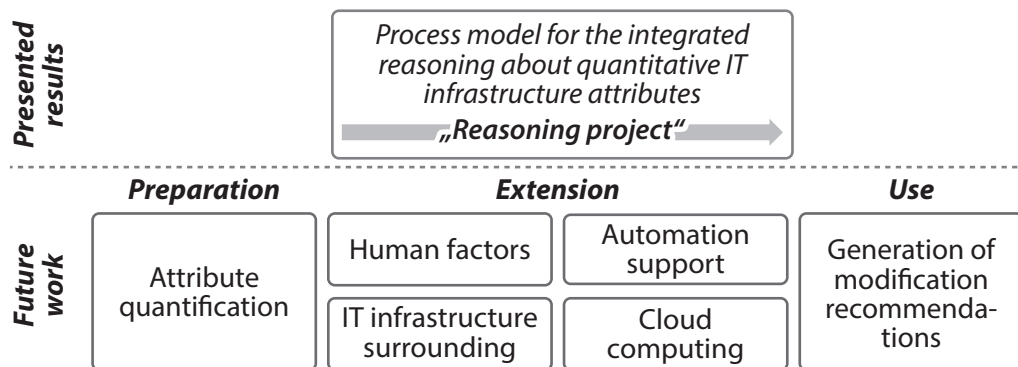 Presented
results
Process model for the integrated
reasoning about quantitative IT
infrastructure attributes
„Reasoning project“
Preparation
Extension
Use
Future
work
Attribute
quantification
Human factors
Automation
support
IT infrastructure
surrounding
Cloud
computing
Generation of
modification
recommenda-
tions